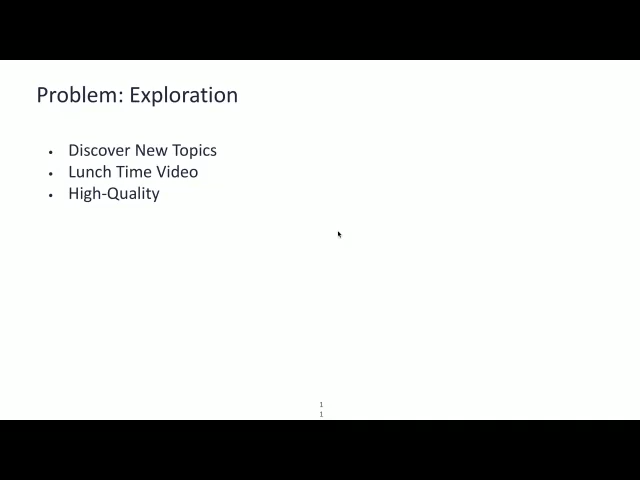 Problem: Exploration
• Discover New Topics
• Lunch Time Video
• High-Quality
1
1